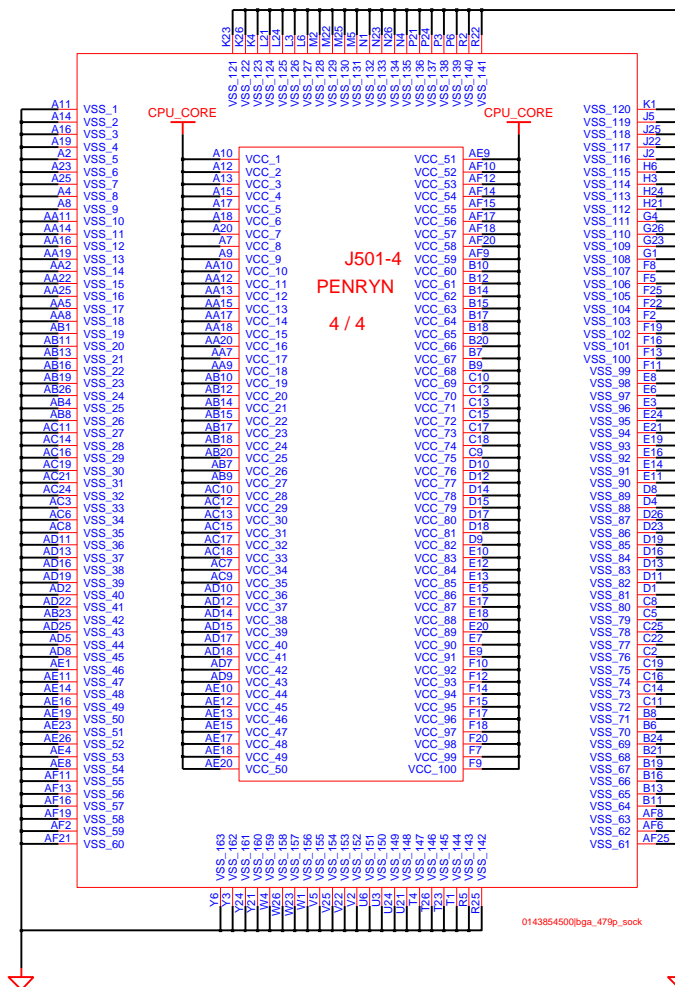 K23 K26 K4 L21 L24 L3 L6 M2 M22 M25 M5 N1 N23 N26 N4 P21 P24 P3 P6 R2 R22
VSS_121 VSS_122 VSS_123 VSS_124 VSS_125 VSS_126 VSS_127 VSS_128 VSS_129 VSS_130 VSS_131 VSS_132 VSS_133 VSS_134 VSS_135 VSS_136 VSS_137 VSS_138 VSS_139 VSS_140 VSS_141
A11 VSS_1
A14 VSS_2
A16 VSS_3
A19 VSS_4
A2 VSS_5
A23 VSS_6
A25 VSS_7
A4 VSS_8
A8 VSS_9
AA11 VSS_10
AA14 VSS_11
AA16 VSS_12
AA19 VSS_13
AA2 VSS_14
AA22 VSS_15
AA25 VSS_16
AA5 VSS_17
AA8 VSS_18
AB1 VSS_19
AB11 VSS_20
AB13 VSS_21
AB16 VSS_22
AB19 VSS_23
AB26 VSS_24
AB4 VSS_25
AB8 VSS_26
AC11 VSS_27
AC14 VSS_28
AC16 VSS_29
AC19 VSS_30
AC21 VSS_31
AC24 VSS_32
AC3 VSS_33
AC6 VSS_34
AC8 VSS_35
AD11 VSS_36
AD13 VSS_37
AD16 VSS_38
AD19 VSS_39
AD2 VSS_40
AD22 VSS_41
AB23 VSS_42
AD25 VSS_43
AD5 VSS_44
AD8 VSS_45
AE1 VSS_46
AE11 VSS_47
AE14 VSS_48
AE16 VSS_49
AE19 VSS_50
AE23 VSS_51
AE26 VSS_52
AE4 VSS_53
AE8 VSS_54
AF11 VSS_55
AF13 VSS_56
AF16 VSS_57
AF19 VSS_58
AF2 VSS_59
AF21 VSS_60
CPU_CORE
A10 VCC_1
A12 VCC_2
A13 VCC_3
A15 VCC_4
A17 VCC_5
A18 VCC_6
A20 VCC_7
A7 VCC_8
A9 VCC_9
AA10 VCC_10
AA12 VCC_11
AA13 VCC_12
AA15 VCC_13
AA17 VCC_14
AA18 VCC_15
AA20 VCC_16
AA7 VCC_17
AA9 VCC_18
AB10 VCC_19
AB12 VCC_20
AB14 VCC_21
AB15 VCC_22
AB17 VCC_23
AB18 VCC_24
AB20 VCC_25
AB7 VCC_26
AB9 VCC_27
AC10 VCC_28
AC12 VCC_29
AC13 VCC_30
AC15 VCC_31
AC17 VCC_32
AC18 VCC_33
AC7 VCC_34
AC9 VCC_35
AD10 VCC_36
AD12 VCC_37
AD14 VCC_38
AD15 VCC_39
AD17 VCC_40
AD18 VCC_41
AD7 VCC_42
AD9 VCC_43
AE10 VCC_44
AE12 VCC_45
AE13 VCC_46
AE15 VCC_47
AE17 VCC_48
AE18 VCC_49
AE20 VCC_50
J501-4
PENRYN
4 / 4
CPU_CORE
VCC_51 AE9
VCC_52 AF10
VCC_53 AF12
VCC_54 AF14
VCC_55 AF15
VCC_56 AF17
VCC_57 AF18
VCC_58 AF20
VCC_59 AF9
VCC_60 B10
VCC_61 B12
VCC_62 B14
VCC_63 B15
VCC_64 B17
VCC_65 B18
VCC_66 B20
VCC_67 B7
VCC_68 B9
VCC_69 C10
VCC_70 C12
VCC_71 C13
VCC_72 C15
VCC_73 C17
VCC_74 C18
VCC_75 C9
VCC_76 D10
VCC_77 D12
VCC_78 D14
VCC_79 D15
VCC_80 D17
VCC_81 D18
VCC_82 D9
VCC_83 E10
VCC_84 E12
VCC_85 E13
VCC_86 E15
VCC_87 E17
VCC_88 E18
VCC_89 E20
VCC_90 E7
VCC_91 E9
VCC_92 F10
VCC_93 F12
VCC_94 F14
VCC_95 F15
VCC_96 F17
VCC_97 F18
VCC_98 F20
VCC_99 F7
VCC_100 F9
VSS_120 K1
VSS_119 J5
VSS_118 J25
VSS_117 J22
VSS_116 J2
VSS_115 H6
VSS_114 H3
VSS_113 H24
VSS_112 H21
VSS_111 G4
VSS_110 G26
VSS_109 G23
VSS_108 G1
VSS_107 F8
VSS_106 F5
VSS_105 F25
VSS_104 F22
VSS_103 F2
VSS_102 F19
VSS_101 F16
VSS_100 F13
VSS_99 F11
VSS_98 E8
VSS_97 E6
VSS_96 E3
VSS_95 E24
VSS_94 E21
VSS_93 E19
VSS_92 E16
VSS_91 E14
VSS_90 E11
VSS_89 D8
VSS_88 D4
VSS_87 D26
VSS_86 D23
VSS_85 D19
VSS_84 D16
VSS_83 D13
VSS_82 D11
VSS_81 D1
VSS_80 C8
VSS_79 C5
VSS_78 C25
VSS_77 C22
VSS_76 C2
VSS_75 C19
VSS_74 C16
VSS_73 C14
VSS_72 C11
VSS_71 B8
VSS_70 B6
VSS_69 B24
VSS_68 B21
VSS_67 B19
VSS_66 B16
VSS_65 B13
VSS_64 B11
VSS_63 AF8
VSS_62 AF6
VSS_61 AF25
VSS_163 VSS_162 VSS_161 VSS_160 VSS_159 VSS_158 VSS_157 VSS_156 VSS_155 VSS_154 VSS_153 VSS_152 VSS_151 VSS_150 VSS_149 VSS_148 VSS_147 VSS_146 VSS_145 VSS_144 VSS_143 VSS_142
Y6 Y3 Y24 Y21 W4 W26 W23 W1 V5 V25 V22 V2 U6 U3 U24 U21 T4 T26 T23 T1 R5 R25
0143854500|bga_479p_sock